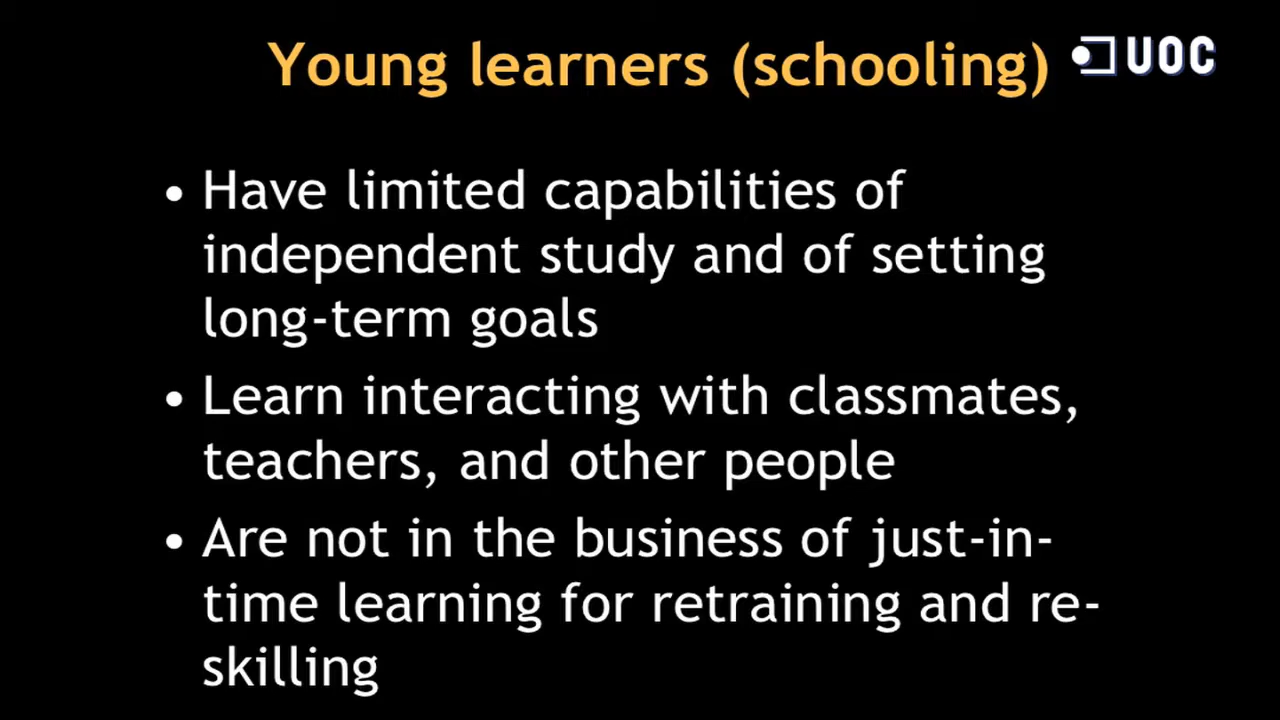 Young learners (schooling)
UOC
• Have limited capabilities of
independent study and of setting
long-term goals
• Learn interacting with classmates,
teachers, and other people
• Are not in the business of just-in-
time learning for retraining and re-
skilling